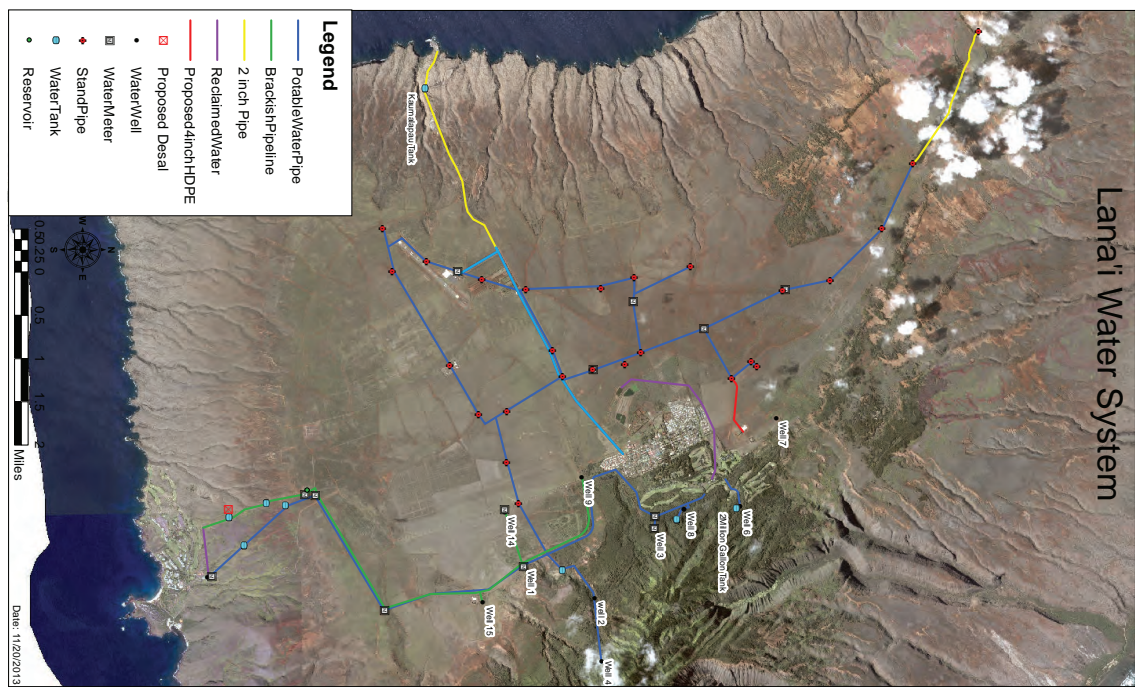 Lana'i Water System
Legend
PotableWaterPipe
BrackishPipeline
2 inch Pipe
ReclaimedWater
Proposed4inchHDPE
Proposed Desal
WaterWell
WaterMeter
StandPipe
WaterTank
Reservoir
Kaumalapau Tank
Well 7
Well 6
2Million Gallon Tank
Well 8
Well 3
Well 9
Well 14
Well 1
well 2
Well 15
Well 4
N
W
E
S
0.5 0.25 0 0.5 1 1.5 2
Miles
Date: 11/20/2013